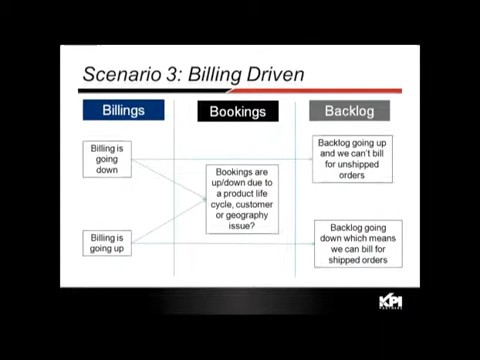 Scenario 3: Billing Driven
Billings
Bookings
Backlog
Billing is
going
down
Bookings are
up/down due to
a product life
cycle, customer
or geography
issue?
Backlog going up
and we can't bill
for unshipped
orders
Billing is
going up
Backlog going
down which means
we can bill for
shipped orders
KPI
PARTNERS